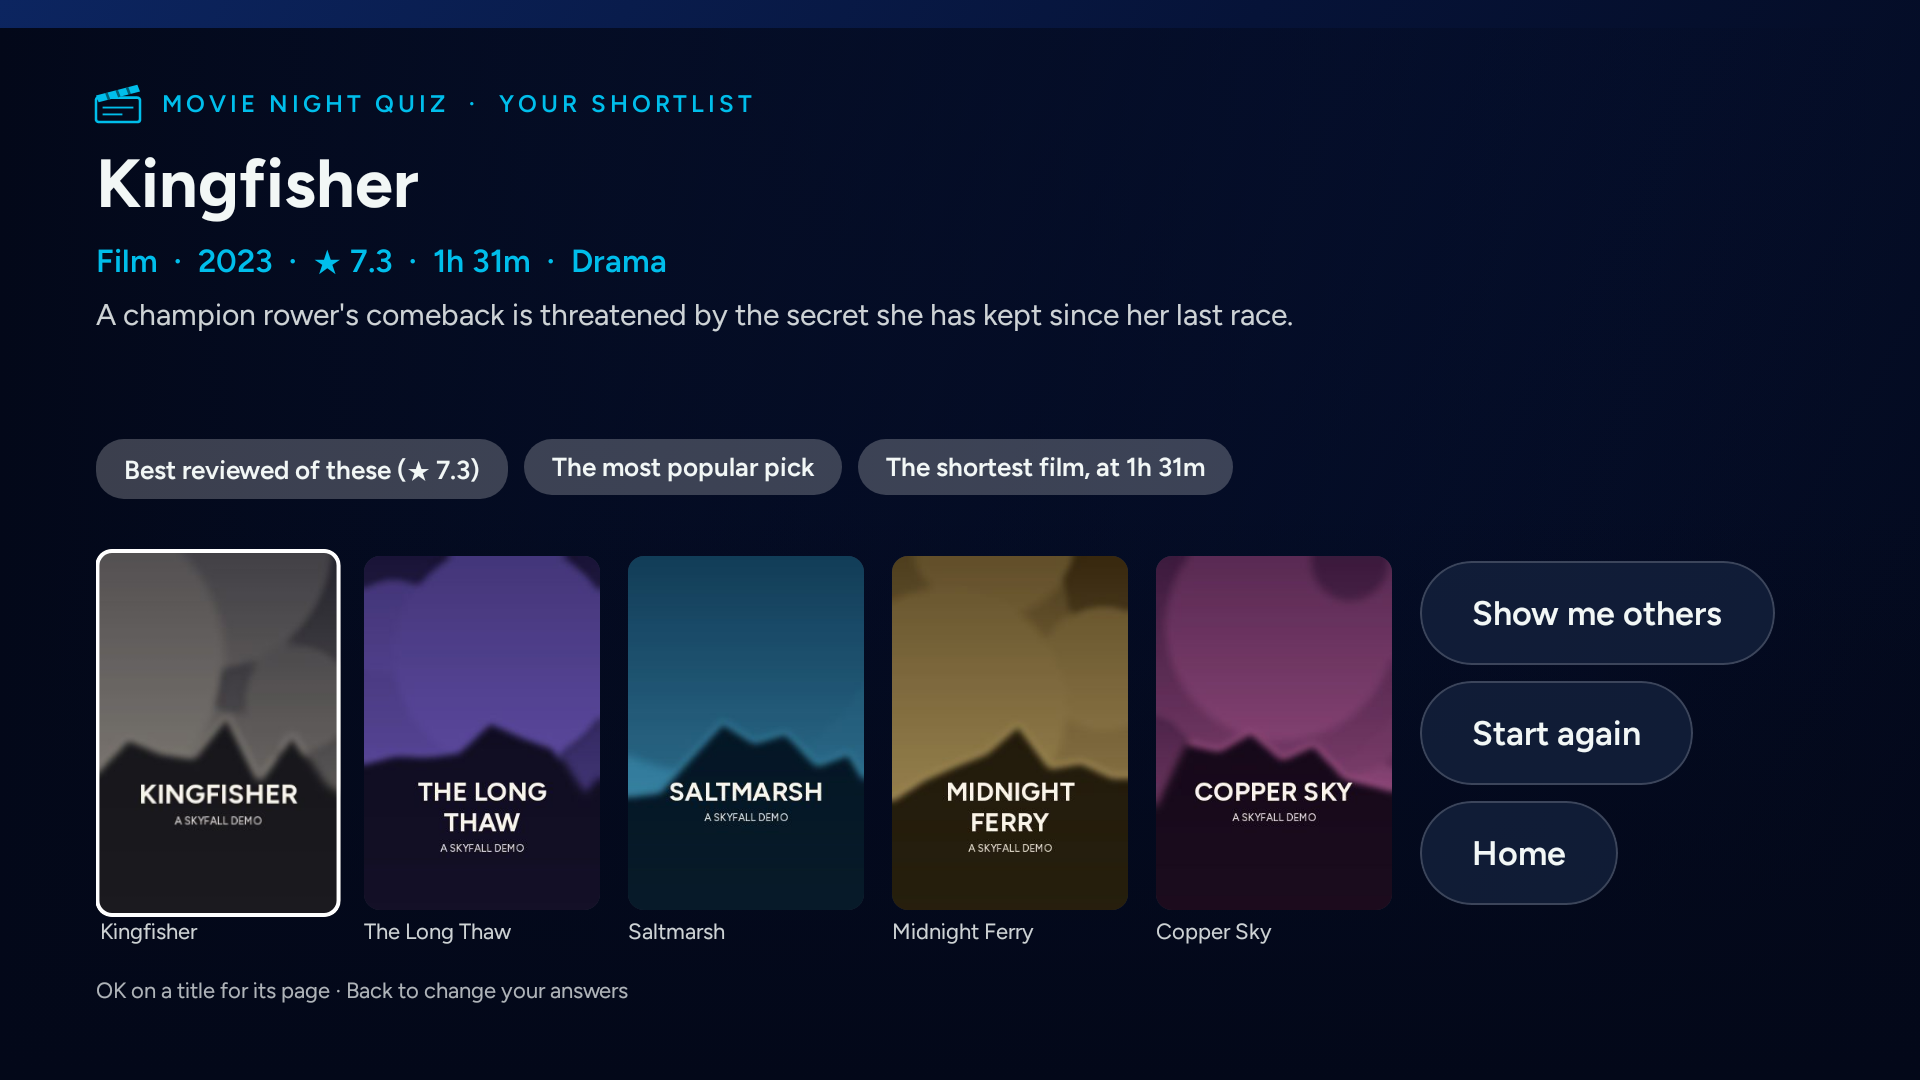 MOVIE NIGHT QUIZ · YOUR SHORTLIST
Kingfisher
Film · 2023 · ★ 7.3 · 1h 31m · Drama
A champion rower's comeback is threatened by the secret she has kept since her last race.
Best reviewed of these (★ 7.3)
The most popular pick
The shortest film, at 1h 31m
KINGFISHER
A SKYFALL DEMO
THE LONG
THAW
A SKYFALL DEMO
SALTMARSH
A SKYFALL DEMO
MIDNIGHT
FERRY
A SKYFALL DEMO
COPPER SKY
A SKYFALL DEMO
Show me others
Start again
Home
Kingfisher
The Long Thaw
Saltmarsh
Midnight Ferry
Copper Sky
OK on a title for its page · Back to change your answers